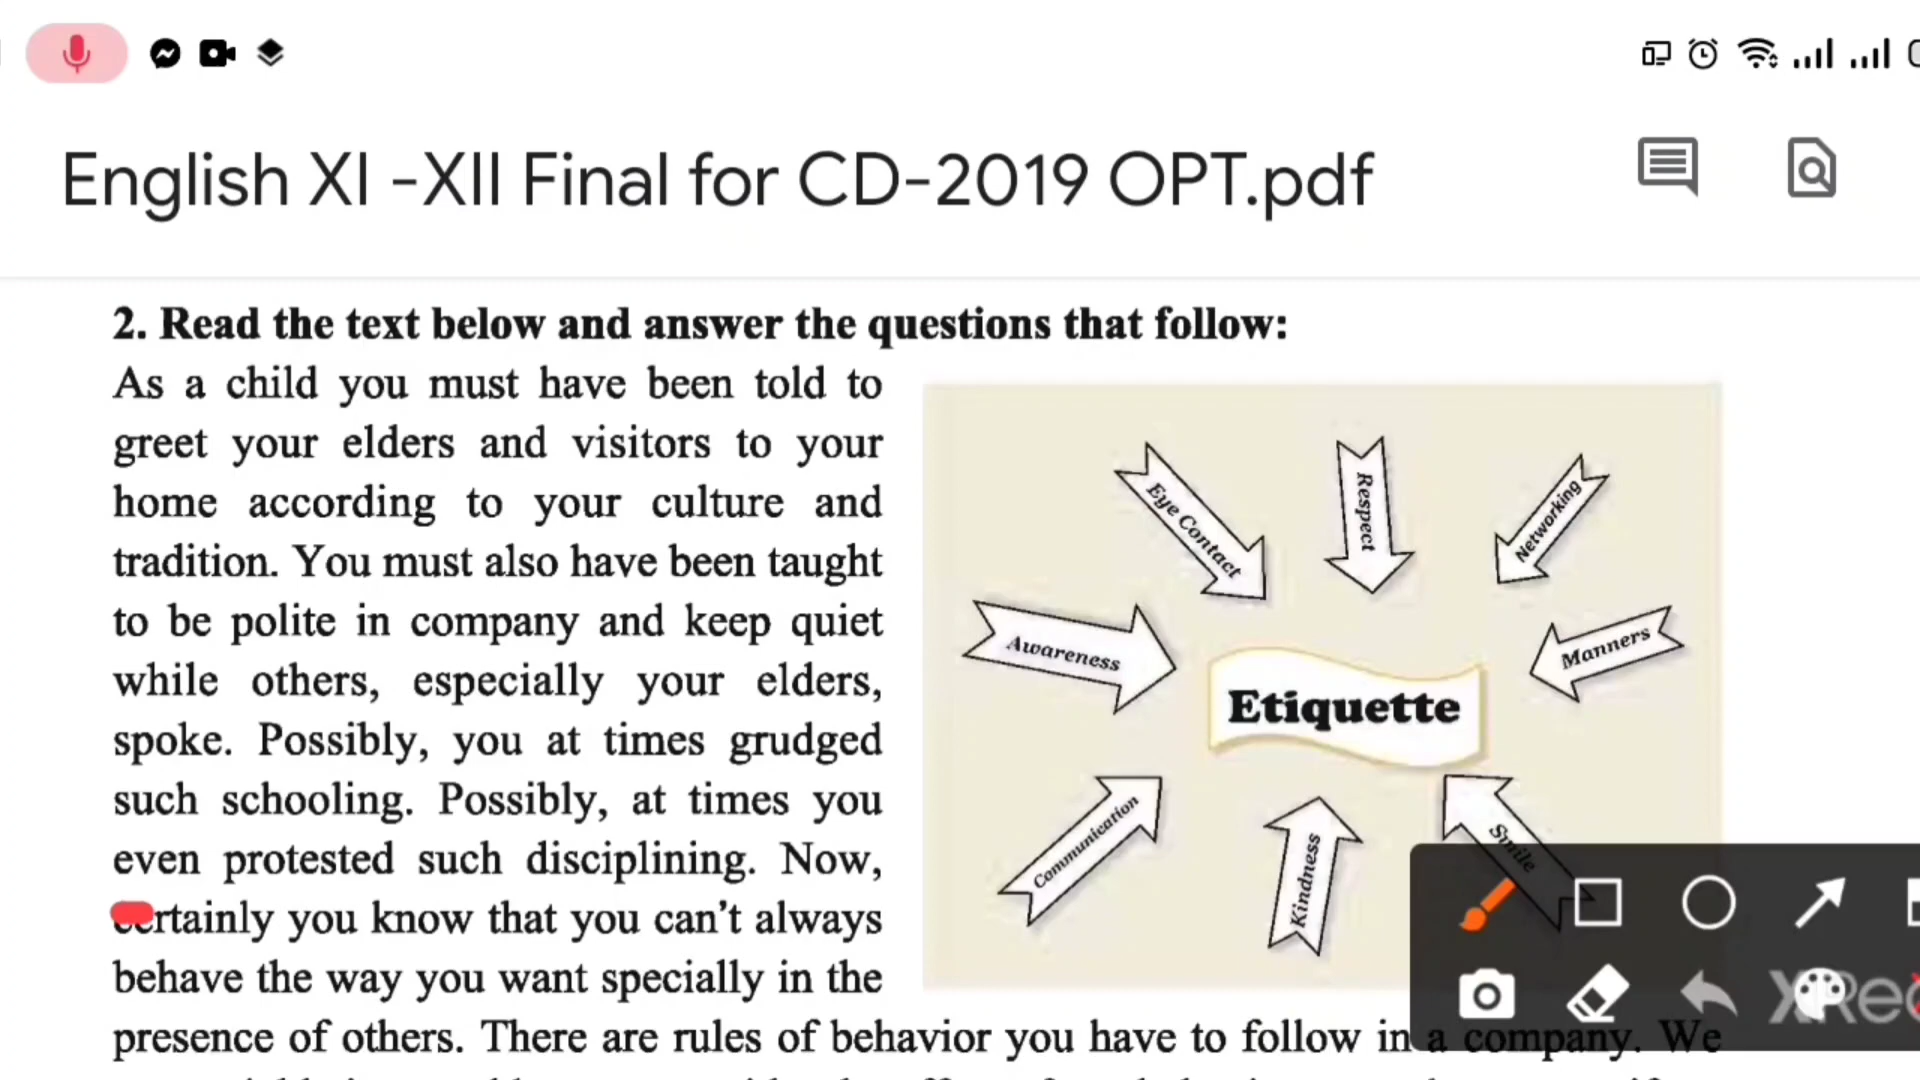 English XI -XII Final for CD-2019 OPT.pdf
2. Read the text below and answer the questions that follow:
As a child you must have been told to
greet your elders and visitors to your
home according to your culture and
tradition. You must also have been taught
to be polite in company and keep quiet
while others, especially your elders,
spoke. Possibly, you at times grudged
such schooling. Possibly, at times you
even protested such disciplining. Now,
certainly you know that you can't always
behave the way you want specially in the
presence of others. There are rules of behavior you have to follow in a company. We
Eye Contact
Respect
Networking
Awareness
Manners
Etiquette
Communication
Kindness
Smile